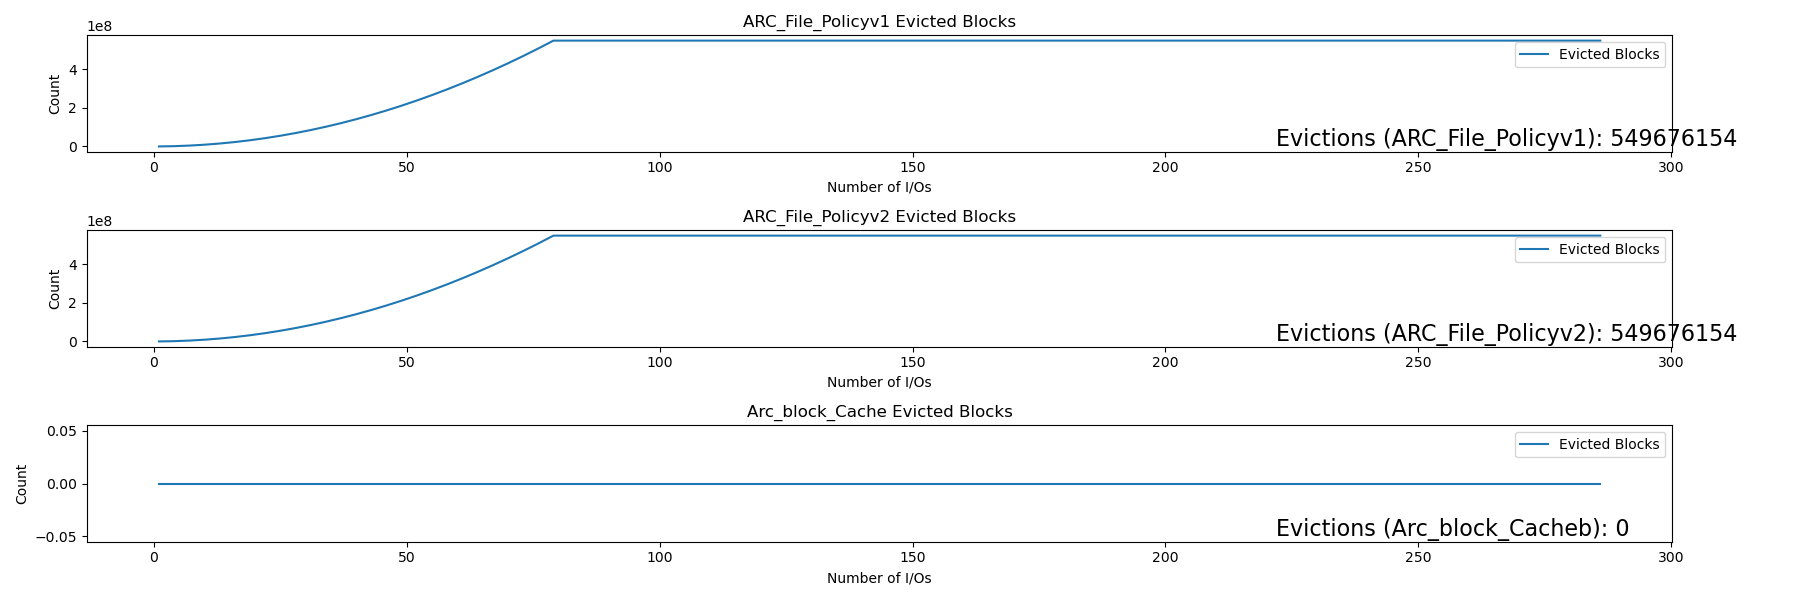 ARC_File_Policyv1 Evicted Blocks
1e8
4
2
0
Count
Evicted Blocks
Evictions (ARC_File_Policyv1): 549676154
0 50 100 150 200 250 300
Number of I/Os
ARC_File_Policyv2 Evicted Blocks
1e8
4
2
0
Count
Evicted Blocks
Evictions (ARC_File_Policyv2): 549676154
0 50 100 150 200 250 300
Number of I/Os
Arc_block_Cache Evicted Blocks
0.05
0.00
−0.05
Count
Evicted Blocks
Evictions (Arc_block_Cacheb): 0
0 50 100 150 200 250 300
Number of I/Os